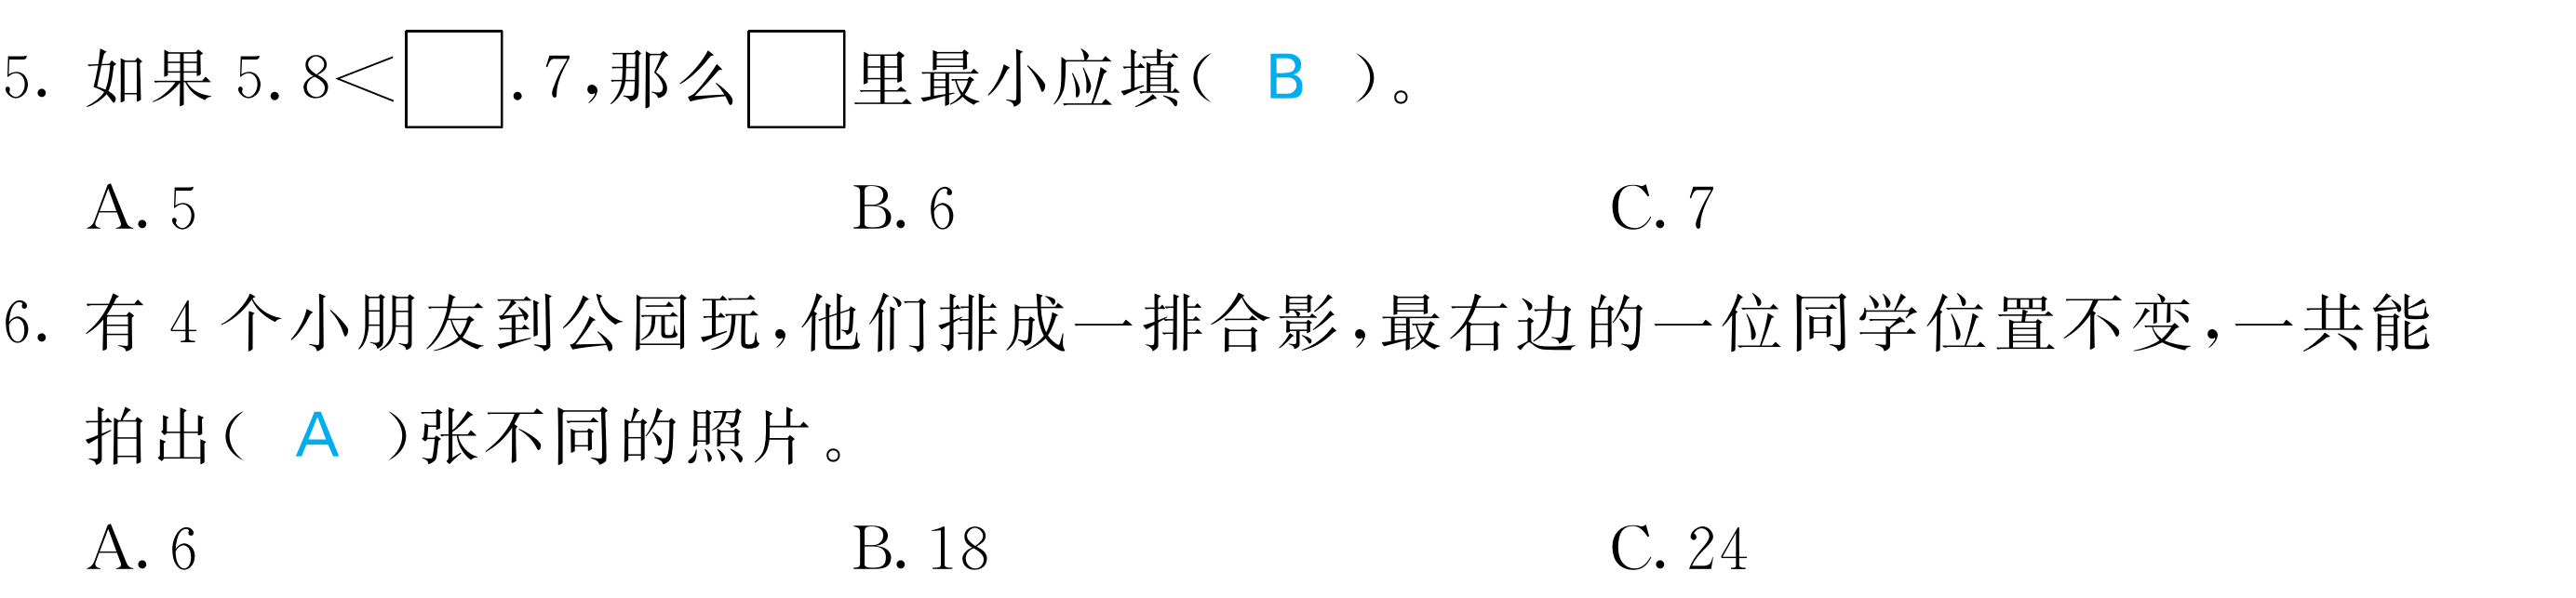 5. 如果 5.8<□.7,那么□里最小应填( B )。
A. 5 B. 6 C. 7
6. 有 4 个小朋友到公园玩,他们排成一排合影,最右边的一位同学位置不变,一共能
拍出( A )张不同的照片。
A. 6 B. 18 C. 24